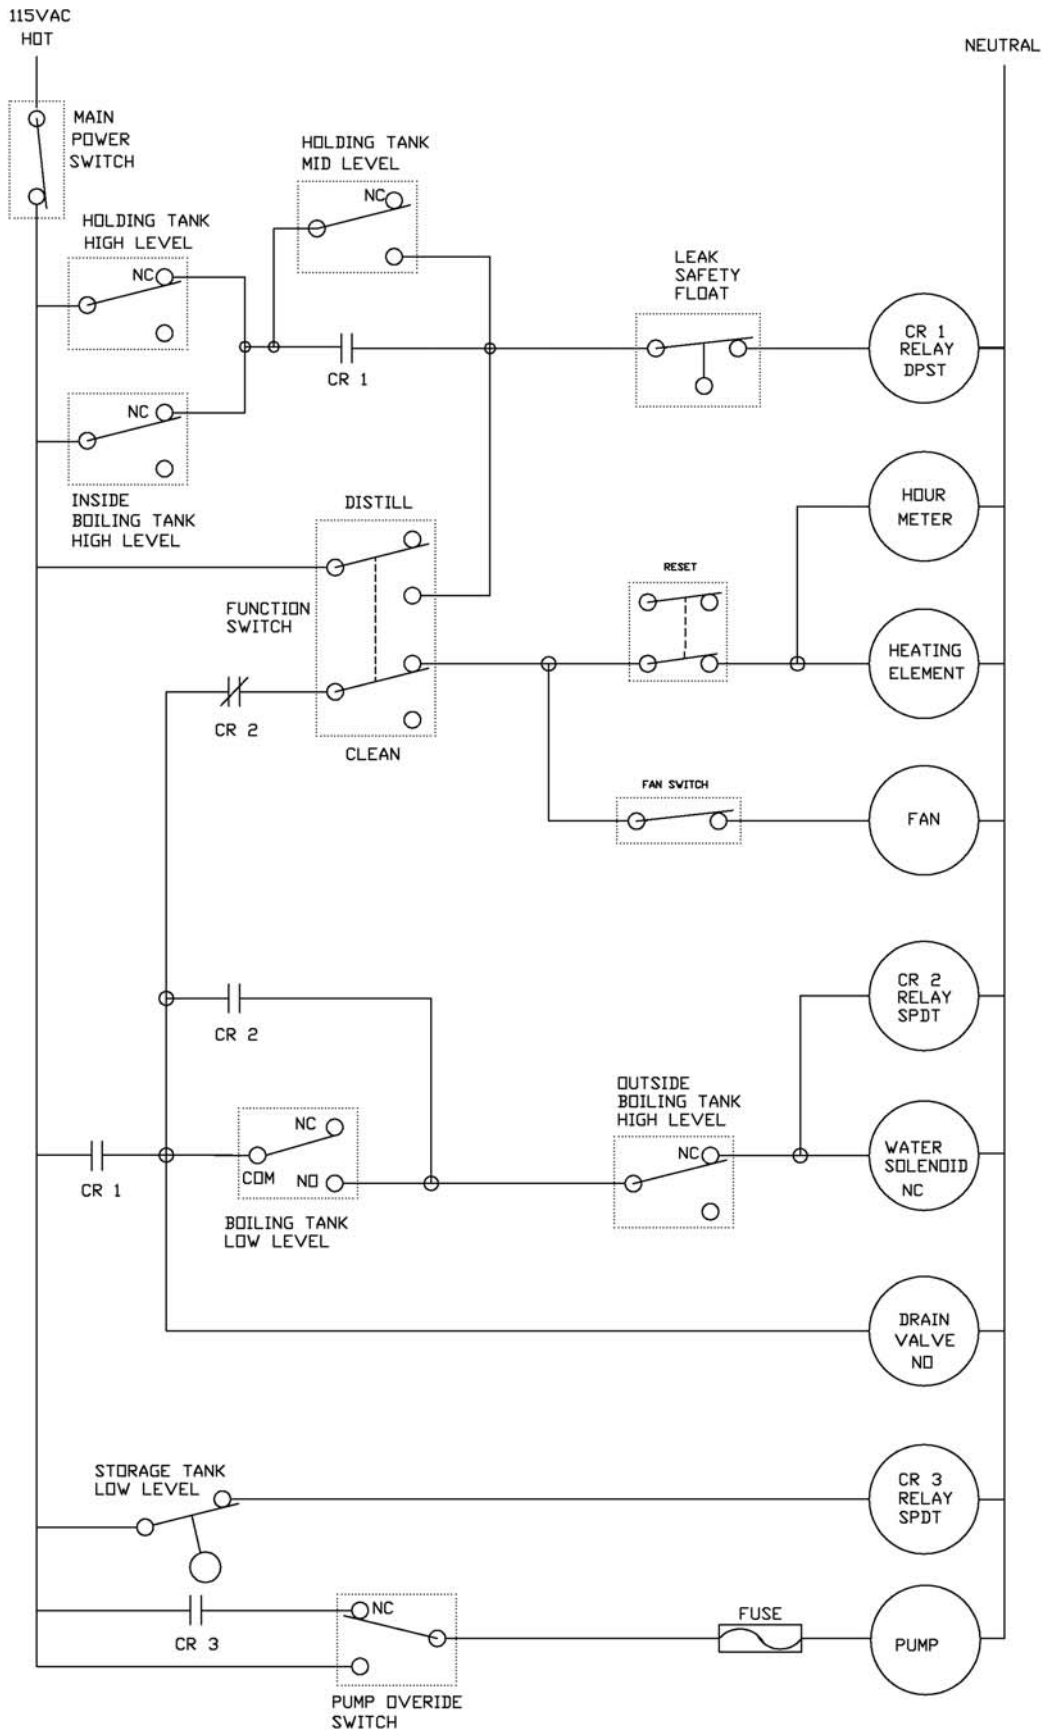 115VAC
HOT
NEUTRAL
MAIN
POWER
SWITCH
HOLDING TANK
MID LEVEL
NC
HOLDING TANK
HIGH LEVEL
NC
LEAK
SAFETY
FLOAT
CR 1
RELAY
DPST
CR 1
NC
INSIDE
BOILING TANK
HIGH LEVEL
DISTILL
HOUR
METER
RESET
FUNCTION
SWITCH
HEATING
ELEMENT
CR 2
CLEAN
FAN SWITCH
FAN
CR 2
RELAY
SPDT
CR 2
OUTSIDE
BOILING TANK
HIGH LEVEL
NC
COM
NO
NC
WATER
SOLENOID
NC
CR 1
BOILING TANK
LOW LEVEL
DRAIN
VALVE
NO
STORAGE TANK
LOW LEVEL
CR 3
RELAY
SPDT
NC
CR 3
FUSE
PUMP
PUMP OVERIDE
SWITCH